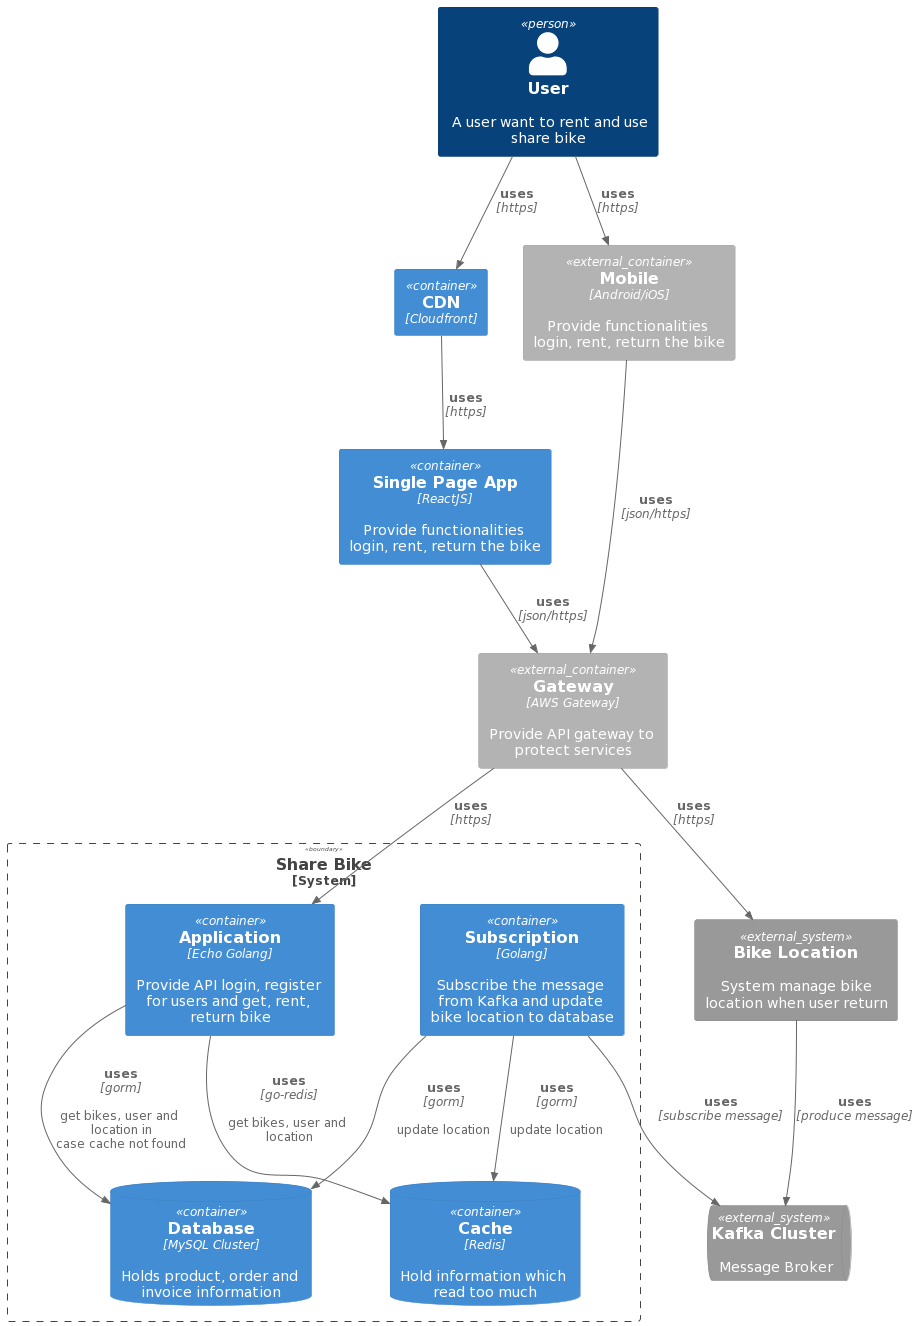 «person»
User
A user want to rent and use
share bike
uses
[https]
uses
[https]
«container»
CDN
[Cloudfront]
«external_container»
Mobile
[Android/iOS]
Provide functionalities
login, rent, return the bike
uses
[https]
«container»
Single Page App
[ReactJS]
Provide functionalities
login, rent, return the bike
uses
[json/https]
uses
[json/https]
«external_container»
Gateway
[AWS Gateway]
Provide API gateway to
protect services
uses
[https]
uses
[https]
«boundary»
Share Bike
[System]
«container»
Application
[Echo Golang]
Provide API login, register
for users and get, rent,
return bike
«container»
Subscription
[Golang]
Subscribe the message
from Kafka and update
bike location to database
«external_system»
Bike Location
System manage bike
location when user return
uses
[gorm]
get bikes, user and
location in
case cache not found
uses
[go-redis]
get bikes, user and
location
uses
[gorm]
update location
uses
[gorm]
update location
uses
[subscribe message]
uses
[produce message]
«container»
Database
[MySQL Cluster]
Holds product, order and
invoice information
«container»
Cache
[Redis]
Hold information which
read too much
«external_system»
Kafka Cluster
Message Broker